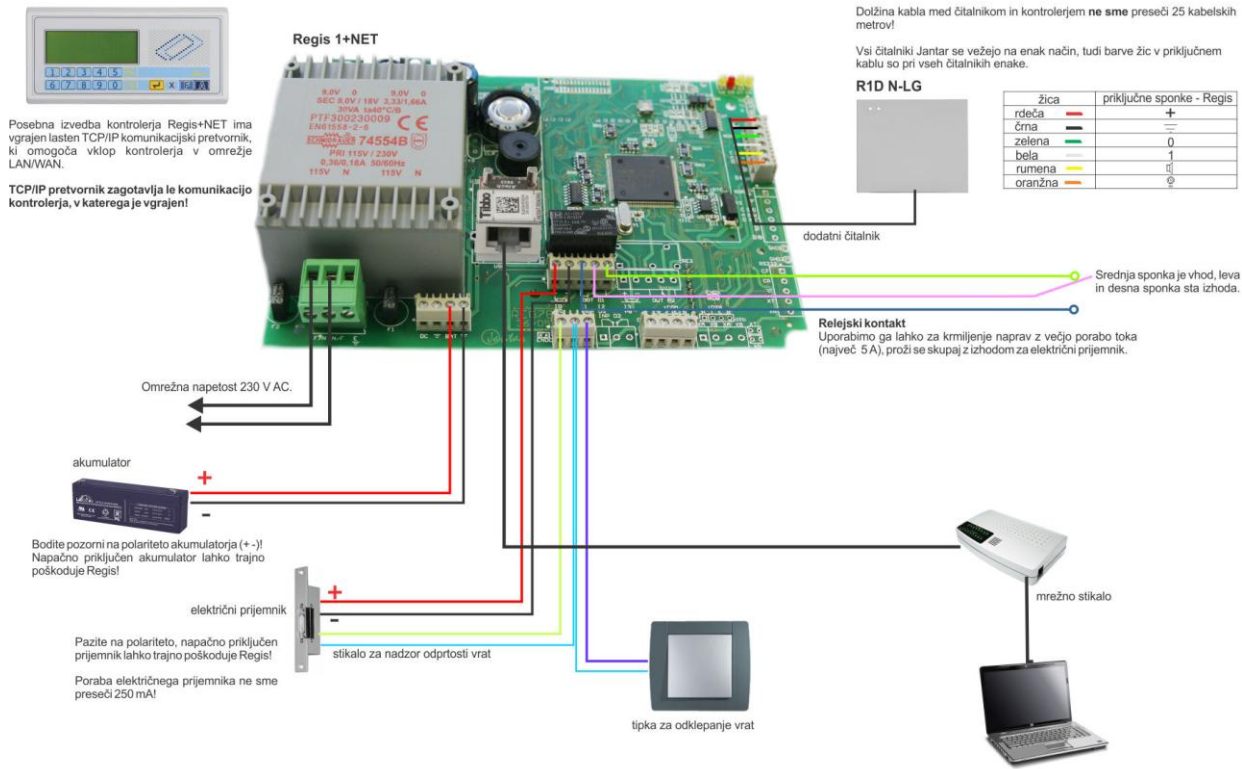 Regis 1+NET
Posebna izvedba kontrolerja Regis+NET ima
vgrajen lasten TCP/IP komunikacijski pretvornik,
ki omogoča vklop kontrolerja v omrežje
LAN/WAN.
TCP/IP pretvornik zagotavlja le komunikacijo
kontrolerja, v katerega je vgrajen!
1 2 3 4 5
6 7 8 9 0
9,0V 0 9,0V 0
SEC 9,0V / 18V 3,33/1,66A
30VA ta40°C/B
PTF300230009 CE
EN61558-2-6
74554B
PRI 115V / 230V
0,36/0,18A 50/60Hz
115V N 115V N
Tibbo
Dolžina kabla med čitalnikom in kontrolerjem ne sme preseči 25 kabelskih
metrov!
Vsi čitalniki Jantar se vežejo na enak način, tudi barve žic v priključnem
kablu so pri vseh čitalnikih enake.
R1D N-LG
žica priključne sponke - Regis
rdeča +
črna
zelena 0
bela 1
rumena
oranžna
dodatni čitalnik
Srednja sponka je vhod, leva
in desna sponka sta izhoda.
Relejski kontakt
Uporabimo ga lahko za krmiljenje naprav z večjo porabo toka
(največ 5 A), proži se skupaj z izhodom za električni prijemnik.
Omrežna napetost 230 V AC.
akumulator
+
-
Bodite pozorni na polariteto akumulatorja (+ -)!
Napačno priključen akumulator lahko trajno
poškoduje Regis!
električni prijemnik
+
-
Pazite na polariteto, napačno priključen
prijemnik lahko trajno poškoduje Regis!
Poraba električnega prijemnika ne sme
preseči 250 mA!
stikalo za nadzor odprtosti vrat
tipka za odklepanje vrat
mrežno stikalo